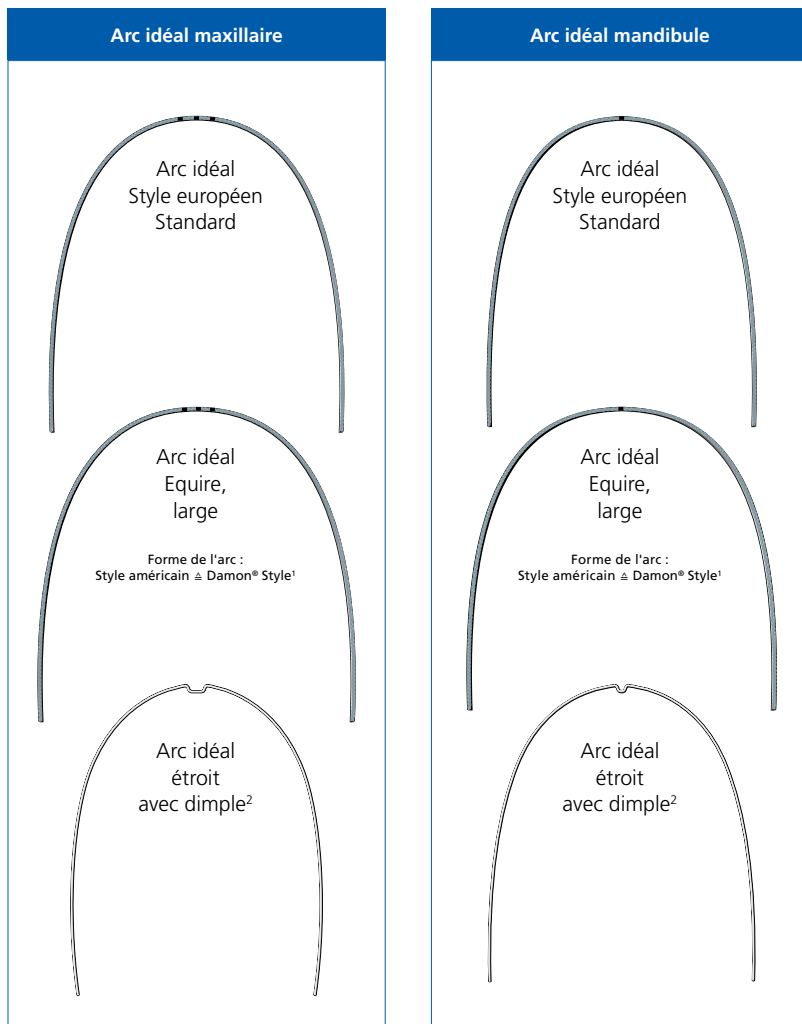 Arc idéal maxillaire
Arc idéal
Style européen
Standard
Arc idéal
Equire,
large
Forme de l'arc :
Style américain ≙ Damon® Style¹
Arc idéal
étroit
avec dimple²
Arc idéal mandibule
Arc idéal
Style européen
Standard
Arc idéal
Equire,
large
Forme de l'arc :
Style américain ≙ Damon® Style¹
Arc idéal
étroit
avec dimple²